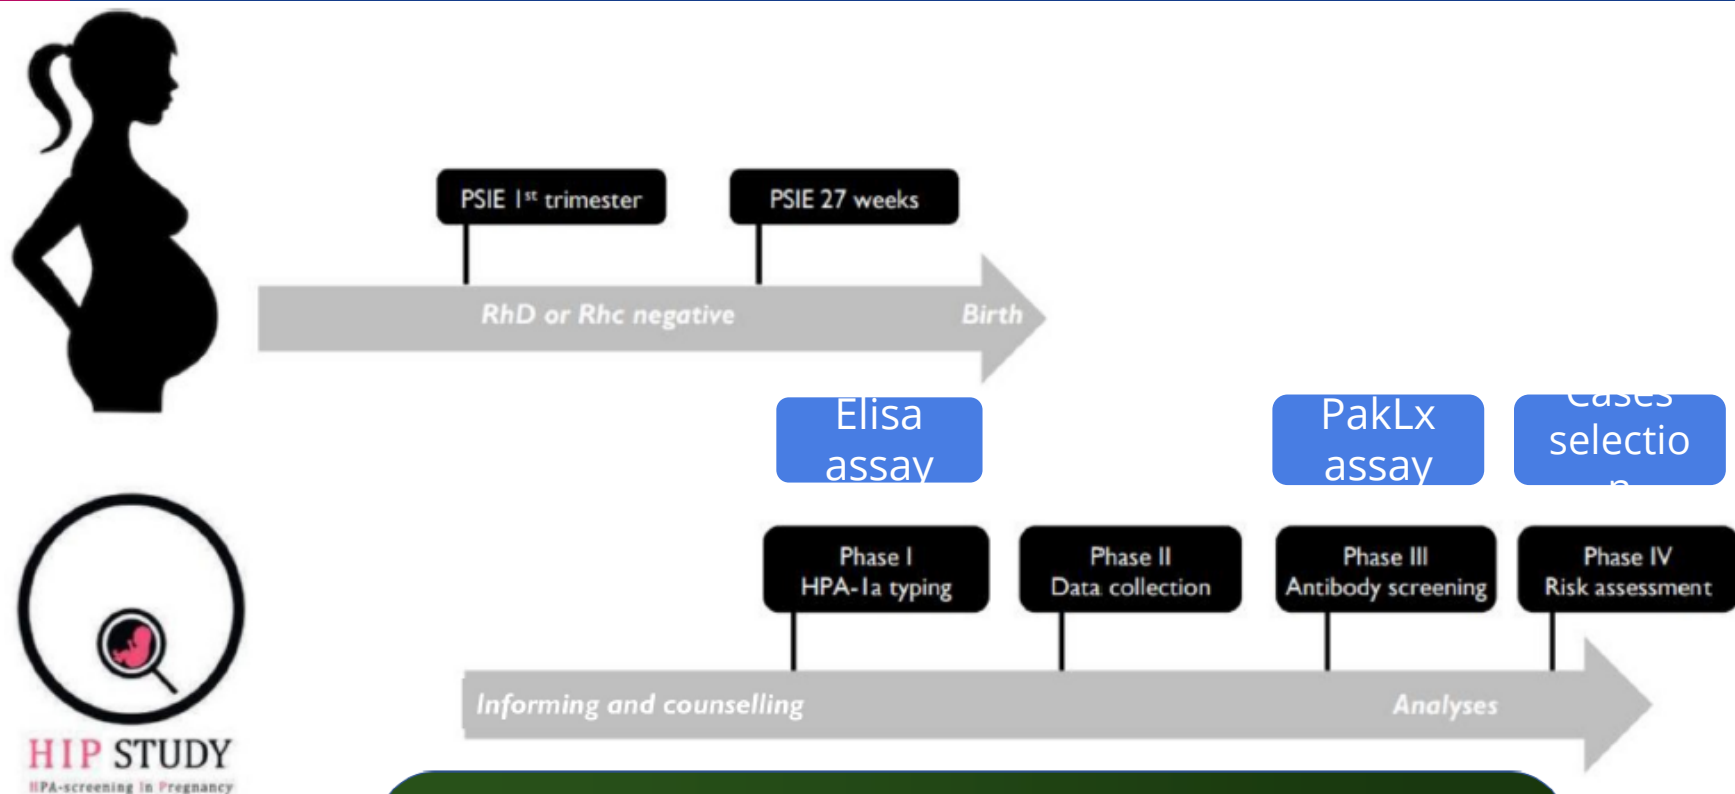 PSIE 1st trimester
PSIE 27 weeks
RhD or Rhc negative
Birth
Elisa
assay
PakLx
assay
Cases
selectio
n
Phase I
HPA-1a typing
Phase II
Data collection
Phase III
Antibody screening
Phase IV
Risk assessment
Informing and counselling
Analyses
HIP STUDY
HPA-screening In Pregnancy